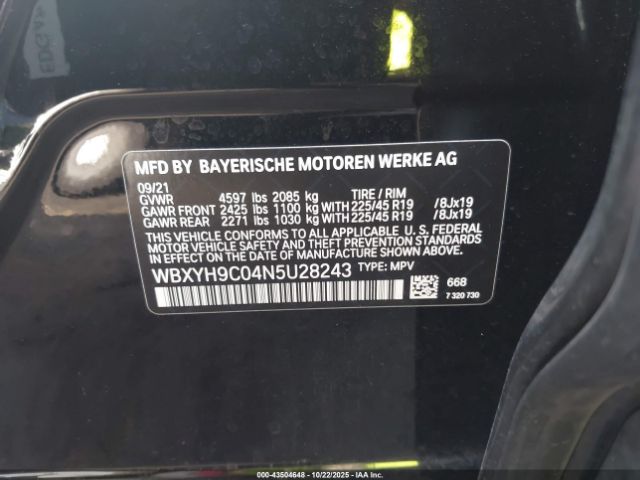 MFD BY BAYERISCHE MOTOREN WERKE AG
09/21
GVWR 4597 lbs 2085 kg TIRE / RIM
GAWR FRONT 2425 lbs 1100 kg WITH 225/45 R19 /8Jx19
GAWR REAR 2271 lbs 1030 kg WITH 225/45 R19 /8Jx19
THIS VEHICLE CONFORMS TO ALL APPLICABLE U. S. FEDERAL
MOTOR VEHICLE SAFETY AND THEFT PREVENTION STANDARDS
IN EFFECT ON THE DATE OF MANUFACTURE SHOWN ABOVE.
WBXYH9C04N5U28243 TYPE: MPV
668
7 320 730
© IAA-43504648 - 10/22/2025 - IAAI.COM